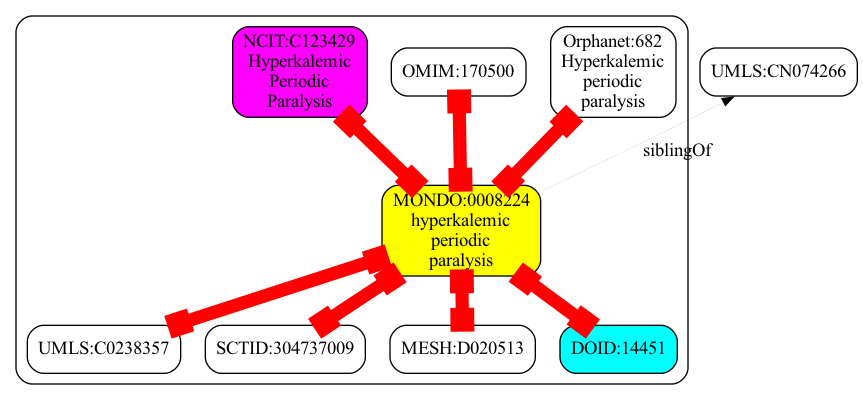 NCIT:C123429
Hyperkalemic
Periodic
Paralysis
OMIM:170500
Orphanet:682
Hyperkalemic
periodic
paralysis
UMLS:CN074266
siblingOf
MONDO:0008224
hyperkalemic
periodic
paralysis
UMLS:C0238357
SCTID:304737009
MESH:D020513
DOID:14451